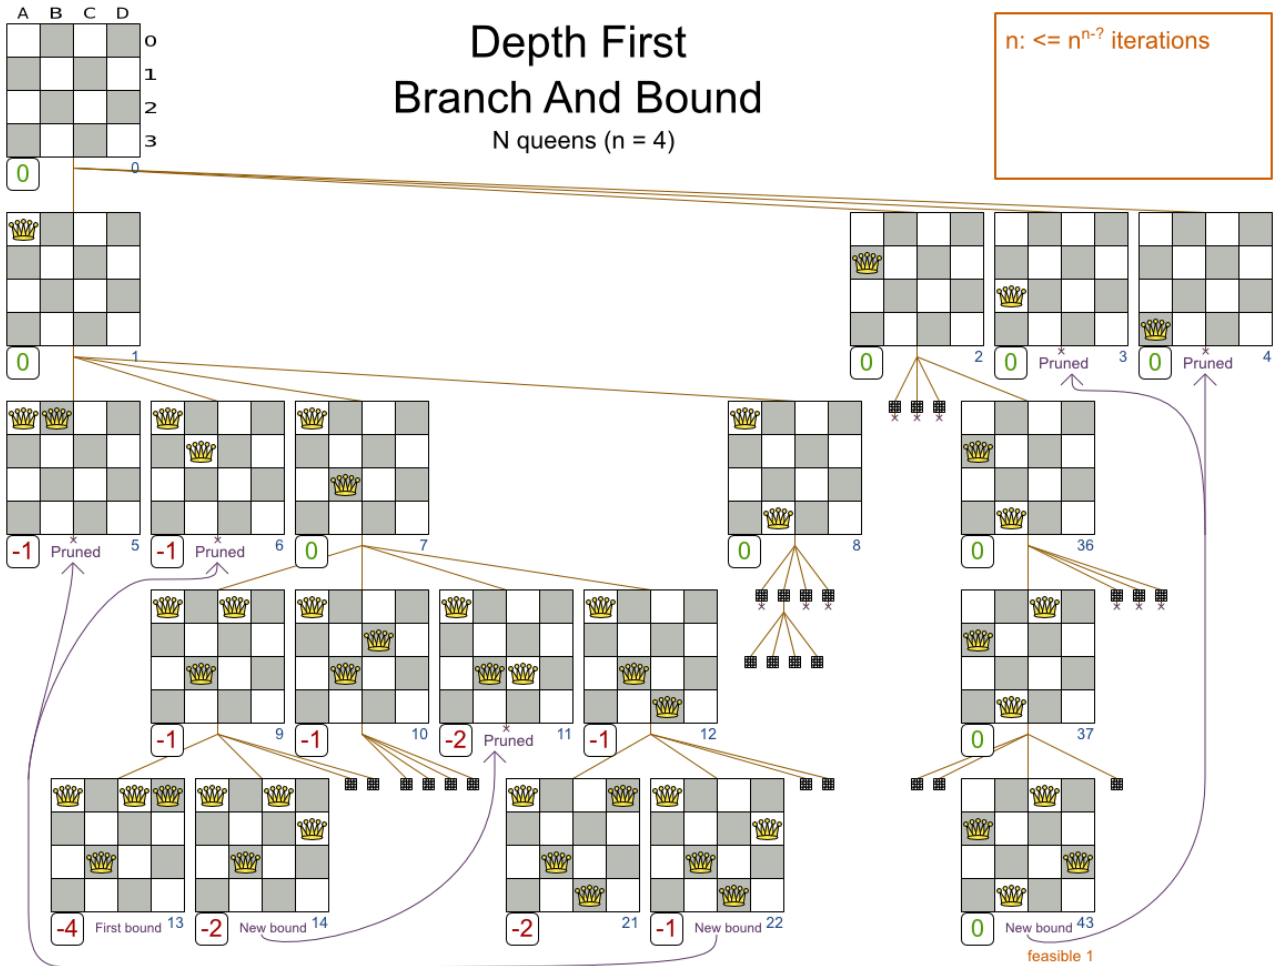 A B C D
0
1
2
3
Depth First
Branch And Bound
N queens (n = 4)
n: <= n^n-? iterations
0 0
0 1
0 2
0 Pruned 3
0 Pruned 4
-1 Pruned 5
-1 Pruned 6
0 7
0 8
0 36
-1 9
-1 10
-2 Pruned 11
-1 12
0 37
-4 First bound 13
-2 New bound 14
-2 21
-1 New bound 22
0 New bound 43
feasible 1